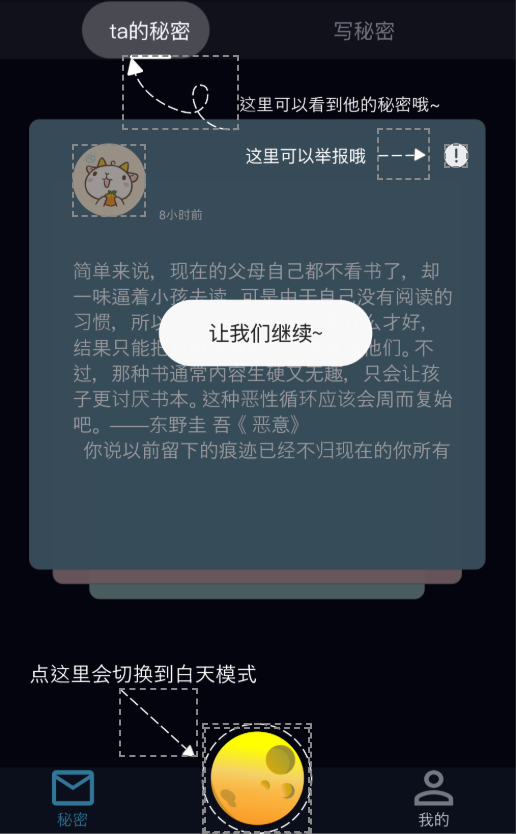 ta的秘密
写秘密
这里可以看到他的秘密哦~
这里可以举报哦
8小时前
简单来说，现在的父母自己都不看书了，却
一味逼着小孩去读，可是由于自己没有阅读的
习惯，所以
么才好，
结果只能把
他们。不
过，那种书通常内容生硬又无趣，只会让孩
子更讨厌书本。这种恶性循环应该会周而复始
吧。——东野圭 吾《 恶意》
你说以前留下的痕迹已经不归现在的你所有
让我们继续~
点这里会切换到白天模式
秘密
我的